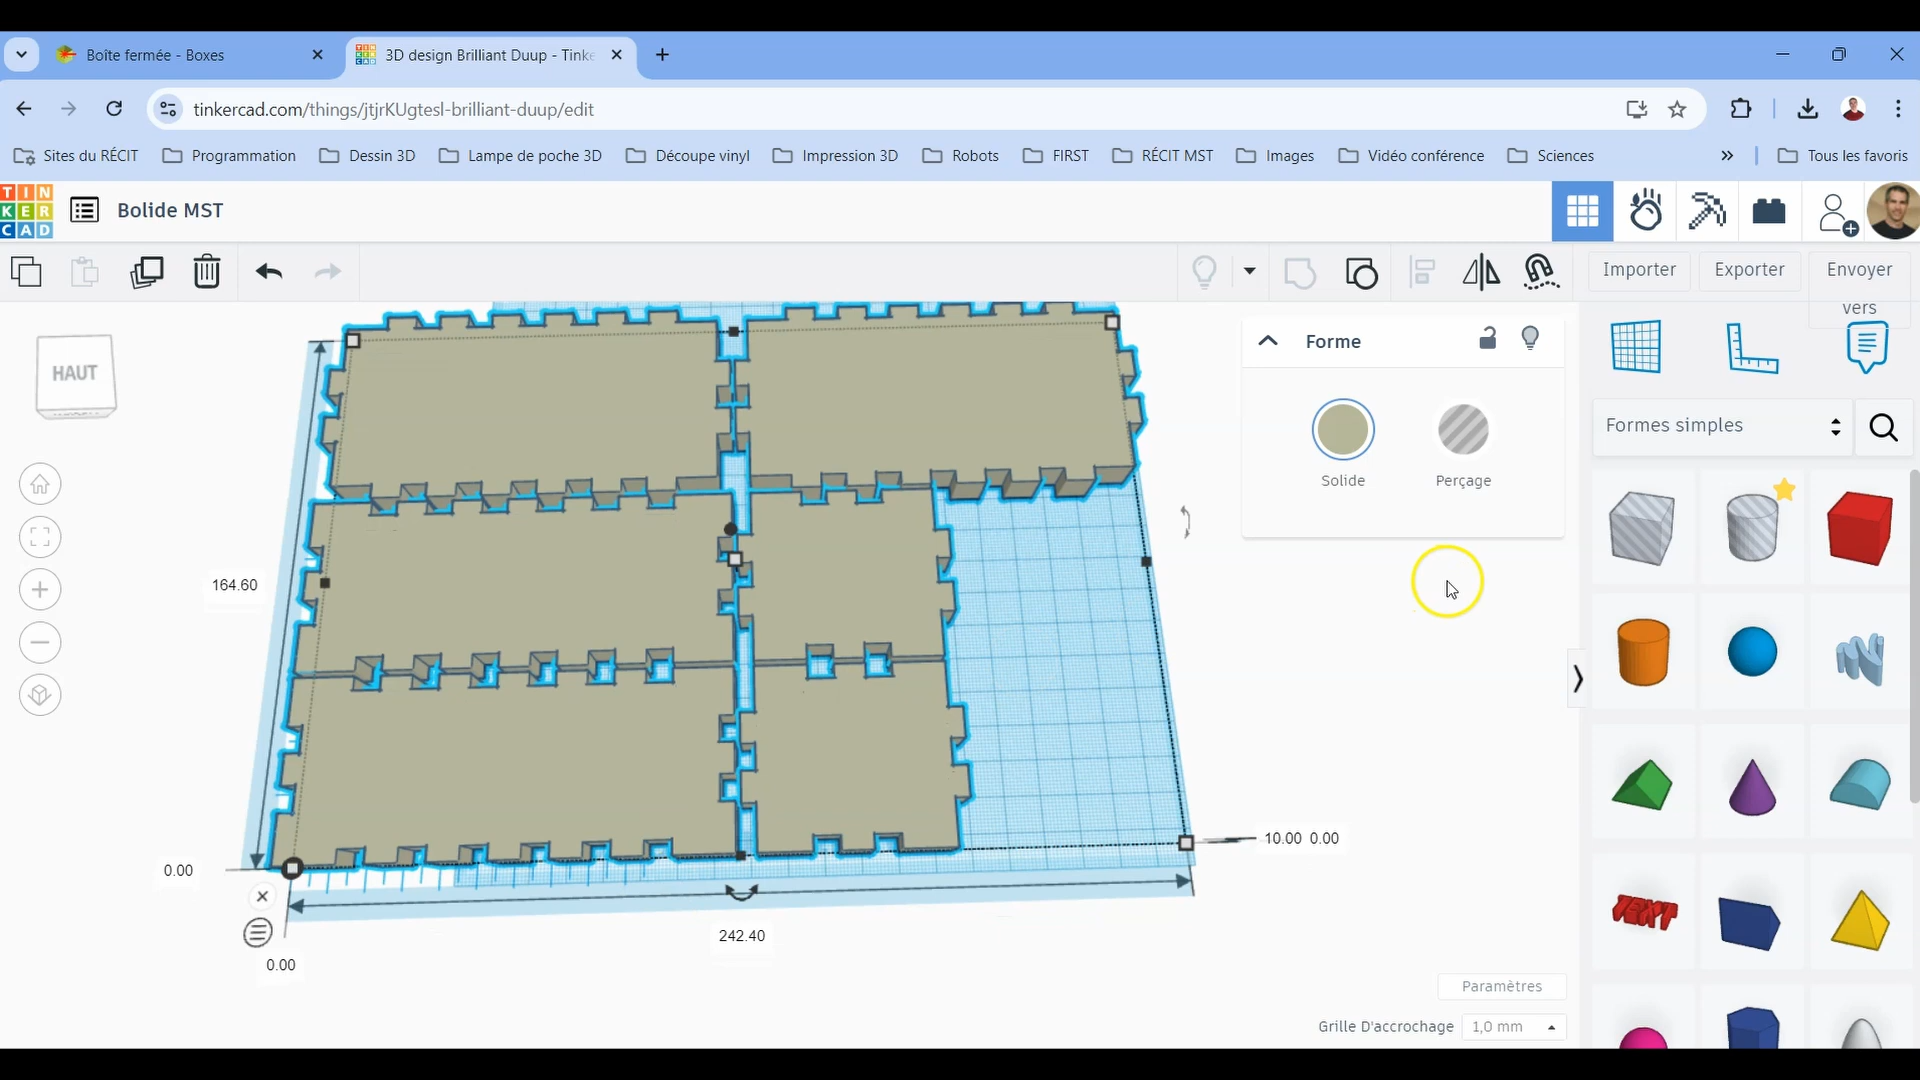 Boîte fermée - Boxes
3D design Brilliant Duup - Tinke
tinkercad.com/things/jtjrKUgtesl-brilliant-duup/edit
Sites du RÉCIT
Programmation
Dessin 3D
Lampe de poche 3D
Découpe vinyl
Impression 3D
Robots
FIRST
RÉCIT MST
Images
Vidéo conférence
Sciences
Tous les favoris
TIN
KER
CAD
Bolide MST
Importer
Exporter
Envoyer
vers
HAUT
Forme
Solide
Perçage
Formes simples
TEXT
164.60
0.00
10.00 0.00
242.40
0.00
Paramètres
Grille D'accrochage
1,0 mm